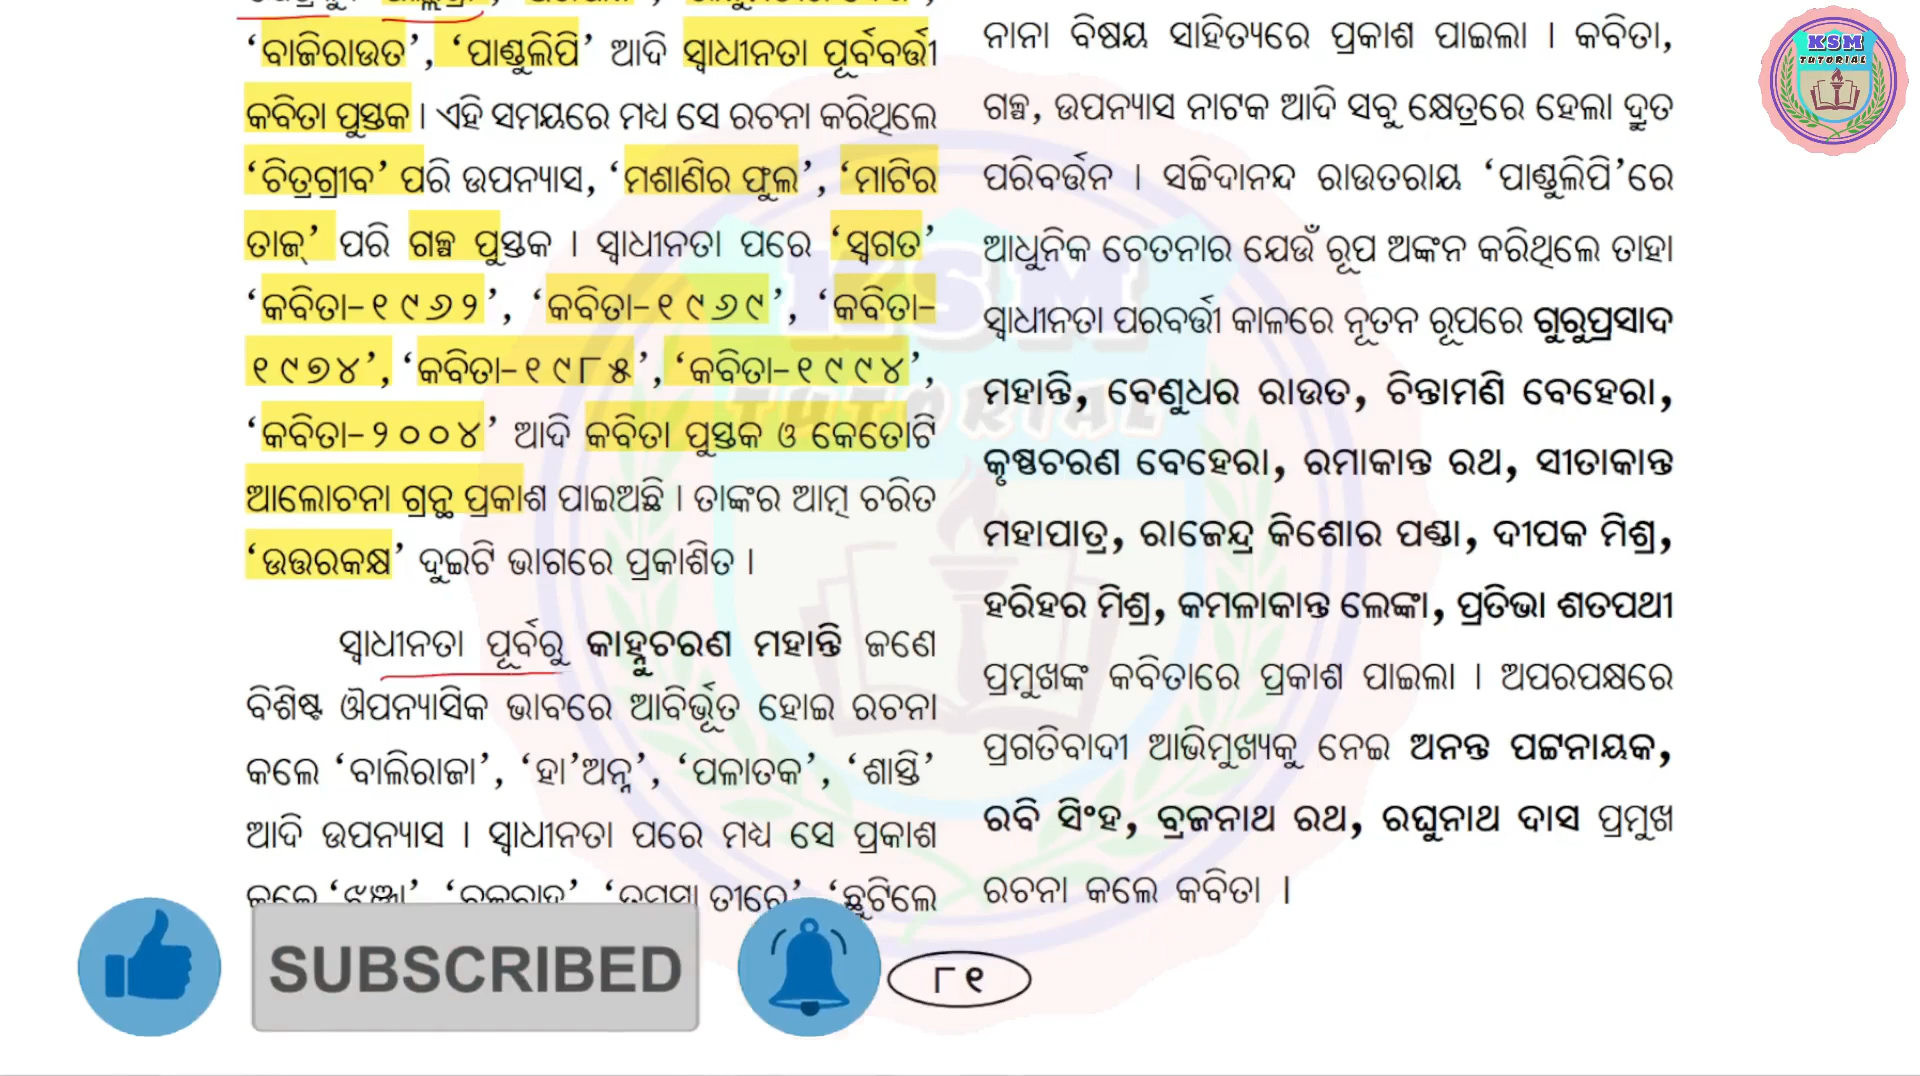 ‘ବାଜିରାଉତ’, ‘ପାଣ୍ଡୁଲିପି’ ଆଦି ସ୍ୱାଧୀନତା ପୂର୍ବବର୍ତ୍ତୀ
କବିତା ପୁସ୍ତକ । ଏହି ସମୟରେ ମଧ୍ୟ ସେ ରଚନା କରିଥିଲେ
‘ଚିତ୍ରଗ୍ରୀବ’ ପରି ଉପନ୍ୟାସ, ‘ମଶାଣିର ଫୁଲ’, ‘ମାଟିର
ତାଜ୍’ ପରି ଗଳ୍ପ ପୁସ୍ତକ । ସ୍ୱାଧୀନତା ପରେ ‘ସ୍ୱଗତ’
‘କବିତା-୧୯୬୨’, ‘କବିତା-୧୯୬୯’, ‘କବିତା-
୧୯୭୪’, ‘କବିତା-୧୯୮୫’, ‘କବିତା-୧୯୯୪’,
‘କବିତା-୨୦୦୪’ ଆଦି କବିତା ପୁସ୍ତକ ଓ କେତୋଟି
ଆଲୋଚନା ଗ୍ରନ୍ଥ ପ୍ରକାଶ ପାଇଅଛି । ତାଙ୍କର ଆତ୍ମ ଚରିତ
‘ଉତ୍ତରକକ୍ଷ’ ଦୁଇଟି ଭାଗରେ ପ୍ରକାଶିତ ।
ସ୍ୱାଧୀନତା ପୂର୍ବରୁ କାହ୍ନୁଚରଣ ମହାନ୍ତି ଜଣେ
ବିଶିଷ୍ଟ ଔପନ୍ୟାସିକ ଭାବରେ ଆବିର୍ଭୂତ ହୋଇ ରଚନା
କଲେ ‘ବାଲିରାଜା’, ‘ହା’ଅନ୍ନ’, ‘ପଳାତକ’, ‘ଶାସ୍ତି’
ଆଦି ଉପନ୍ୟାସ । ସ୍ୱାଧୀନତା ପରେ ମଧ୍ୟ ସେ ପ୍ରକାଶ
କଲେ ‘ଝଞ୍ଜା’, ‘ତମସା ତୀରେ’, ‘ଛୁଟିଲେ
ନାନା ବିଷୟ ସାହିତ୍ୟରେ ପ୍ରକାଶ ପାଇଲା । କବିତା,
ଗଳ୍ପ, ଉପନ୍ୟାସ ନାଟକ ଆଦି ସବୁ କ୍ଷେତ୍ରରେ ହେଲା ଦ୍ରୁତ
ପରିବର୍ତ୍ତନ । ସଚ୍ଚିଦାନନ୍ଦ ରାଉତରାୟ ‘ପାଣ୍ଡୁଲିପି’ରେ
ଆଧୁନିକ ଚେତନାର ଯେଉଁ ରୂପ ଅଙ୍କନ କରିଥିଲେ ତାହା
ସ୍ୱାଧୀନତା ପରବର୍ତ୍ତୀ କାଳରେ ନୂତନ ରୂପରେ ଗୁରୁପ୍ରସାଦ
ମହାନ୍ତି, ବେଣୁଧର ରାଉତ, ଚିନ୍ତାମଣି ବେହେରା,
କୃଷ୍ଣଚରଣ ବେହେରା, ରମାକାନ୍ତ ରଥ, ସୀତାକାନ୍ତ
ମହାପାତ୍ର, ରାଜେନ୍ଦ୍ର କିଶୋର ପଣ୍ଡା, ଦୀପକ ମିଶ୍ର,
ହରିହର ମିଶ୍ର, କମଳାକାନ୍ତ ଲେଙ୍କା, ପ୍ରତିଭା ଶତପଥୀ
ପ୍ରମୁଖଙ୍କ କବିତାରେ ପ୍ରକାଶ ପାଇଲା । ଅପରପକ୍ଷରେ
ପ୍ରଗତିବାଦୀ ଆଭିମୁଖ୍ୟକୁ ନେଇ ଅନନ୍ତ ପଟ୍ଟନାୟକ,
ରବି ସିଂହ, ବ୍ରଜନାଥ ରଥ, ରଘୁନାଥ ଦାସ ପ୍ରମୁଖ
ରଚନା କଲେ କବିତା ।
୮୧
SUBSCRIBED
KSM
TUTORIAL
KSM
TUTORIAL